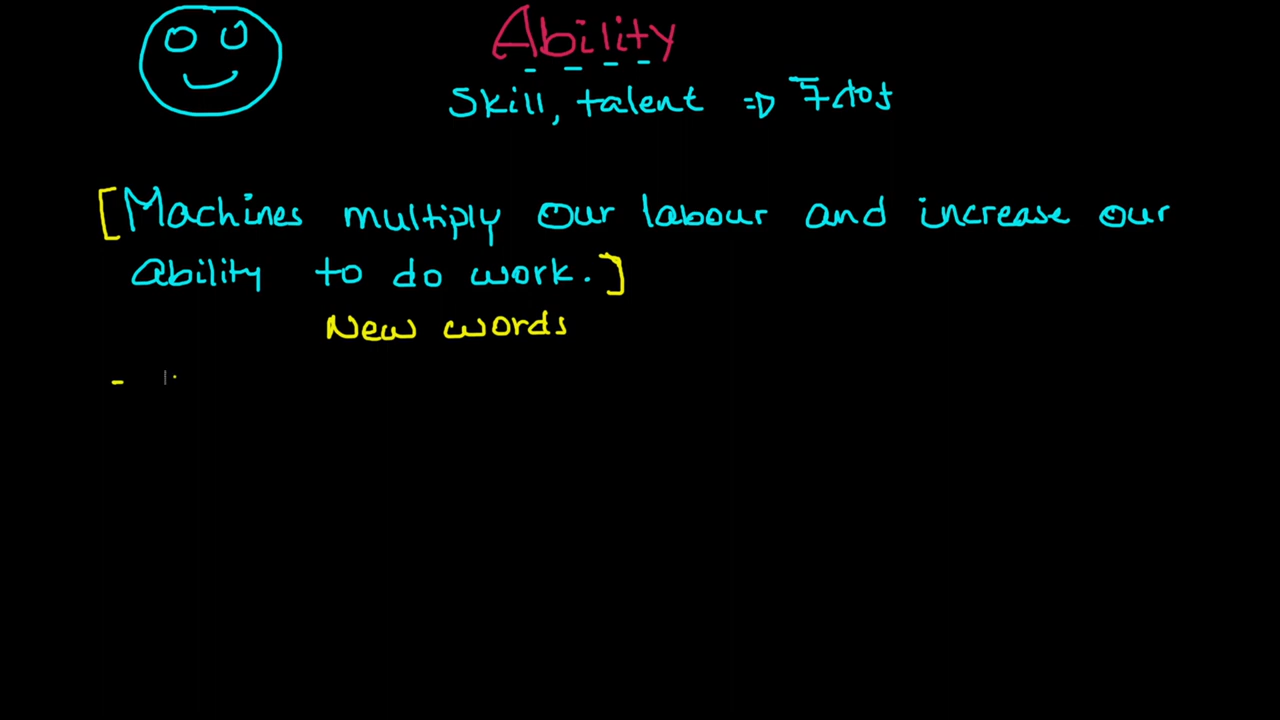 Ability
Skill, talent ⇒
[Machines multiply our labour and increase our
ability to do work.]
New words
-